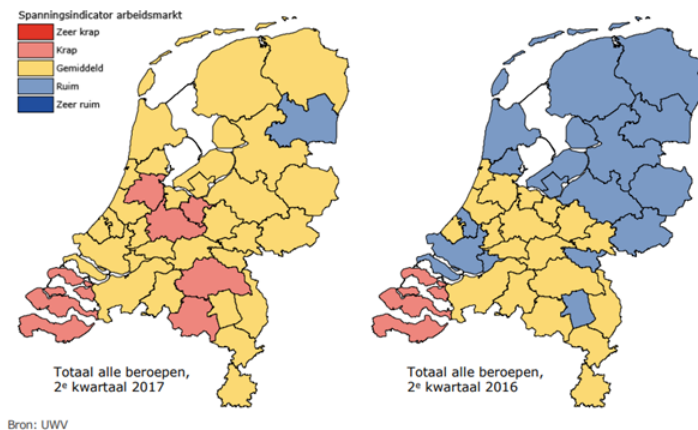 Spanningsindicator arbeidsmarkt
Zeer krap
Krap
Gemiddeld
Ruim
Zeer ruim
Totaal alle beroepen,
2e kwartaal 2017
Totaal alle beroepen,
2e kwartaal 2016
Bron: UWV